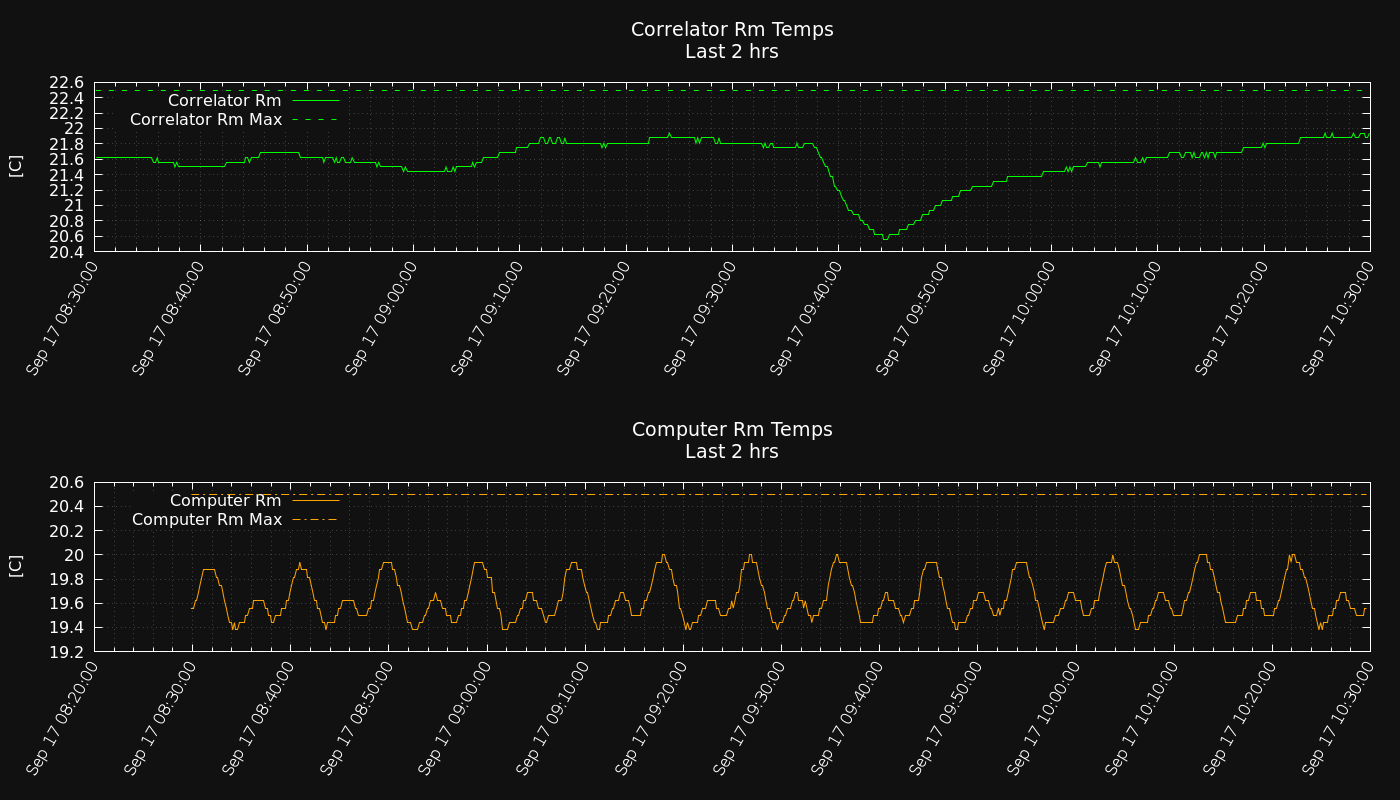 Correlator Rm Temps
Last 2 hrs
22.6
22.4
22.2
22
21.8
21.6
21.4
21.2
21
20.8
20.6
20.4
[C]
Correlator Rm
Correlator Rm Max
Sep 17 08:30:00
Sep 17 08:40:00
Sep 17 08:50:00
Sep 17 09:00:00
Sep 17 09:10:00
Sep 17 09:20:00
Sep 17 09:30:00
Sep 17 09:40:00
Sep 17 09:50:00
Sep 17 10:00:00
Sep 17 10:10:00
Sep 17 10:20:00
Sep 17 10:30:00
Computer Rm Temps
Last 2 hrs
20.6
20.4
20.2
20
19.8
19.6
19.4
19.2
[C]
Computer Rm
Computer Rm Max
Sep 17 08:20:00
Sep 17 08:30:00
Sep 17 08:40:00
Sep 17 08:50:00
Sep 17 09:00:00
Sep 17 09:10:00
Sep 17 09:20:00
Sep 17 09:30:00
Sep 17 09:40:00
Sep 17 09:50:00
Sep 17 10:00:00
Sep 17 10:10:00
Sep 17 10:20:00
Sep 17 10:30:00